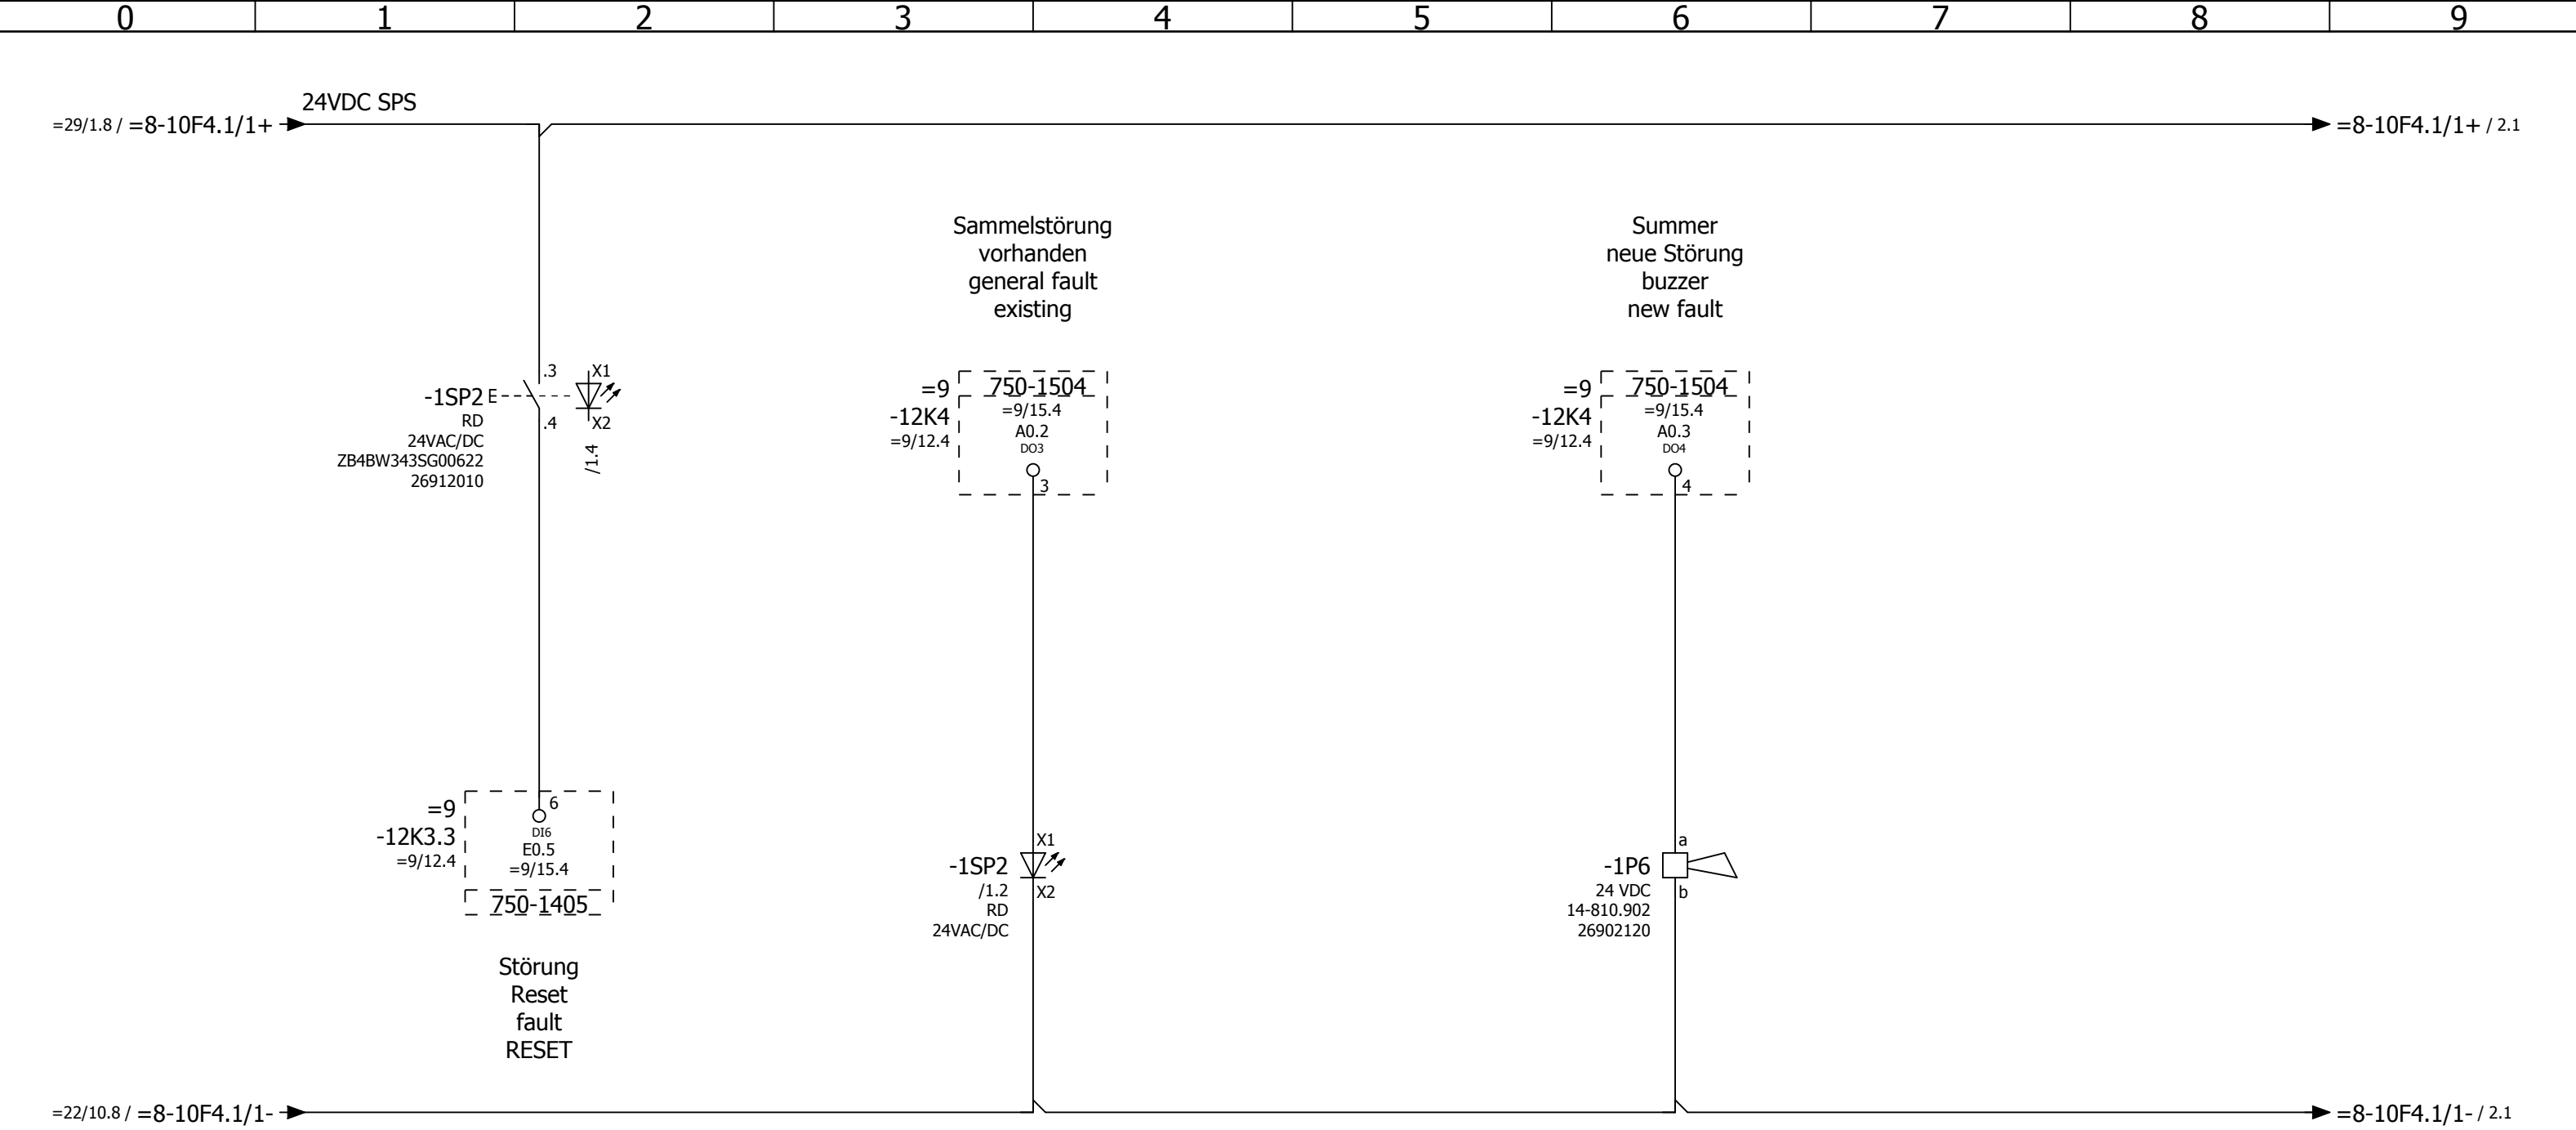 0 1 2 3 4 5 6 7 8 9
24VDC SPS
=29/1.8 / =8-10F4.1/1+
=8-10F4.1/1+ / 2.1
Sammelstörung
vorhanden
general fault
existing
Summer
neue Störung
buzzer
new fault
-1SP2 E
RD
24VAC/DC
ZB4BW343SG00622
26912010
.3
.4
X1
X2
/1.4
=9
-12K4
=9/12.4
750-1504
=9/15.4
A0.2
DO3
3
=9
-12K4
=9/12.4
750-1504
=9/15.4
A0.3
DO4
4
=9
-12K3.3
=9/12.4
6
DI6
E0.5
=9/15.4
750-1405
Störung
Reset
fault
RESET
X1
-1SP2
/1.2
X2
RD
24VAC/DC
a
-1P6
24 VDC
b
14-810.902
26902120
=22/10.8 / =8-10F4.1/1-
=8-10F4.1/1- / 2.1